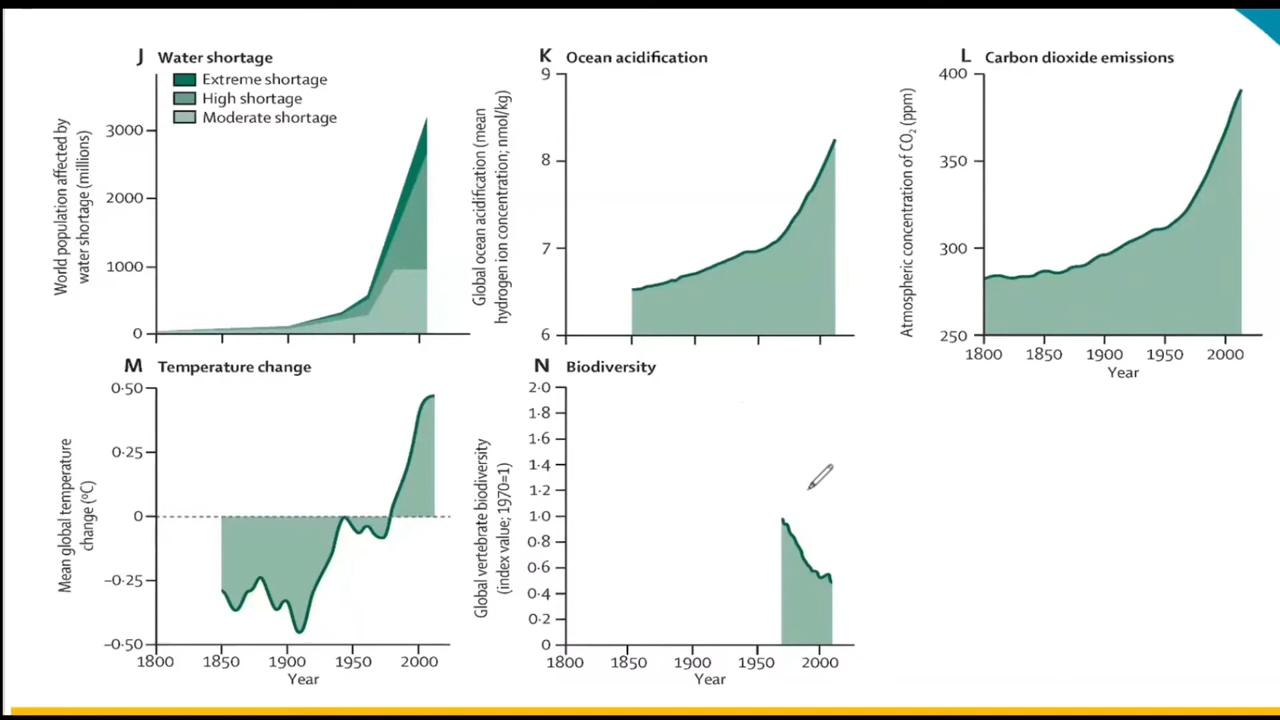 J Water shortage
Extreme shortage
High shortage
Moderate shortage
World population affected by
water shortage (millions)
3000
2000
1000
0
K Ocean acidification
Global ocean acidification (mean
hydrogen ion concentration; nmol/kg)
9
8
7
6
L Carbon dioxide emissions
Atmospheric concentration of CO₂ (ppm)
400
350
300
250
1800 1850 1900 1950 2000
Year
M Temperature change
Mean global temperature
change (°C)
0·50
0·25
0
–0·25
–0·50
1800 1850 1900 1950 2000
Year
N Biodiversity
Global vertebrate biodiversity
(index value; 1970=1)
2·0
1·8
1·6
1·4
1·2
1·0
0·8
0·6
0·4
0·2
0
1800 1850 1900 1950 2000
Year